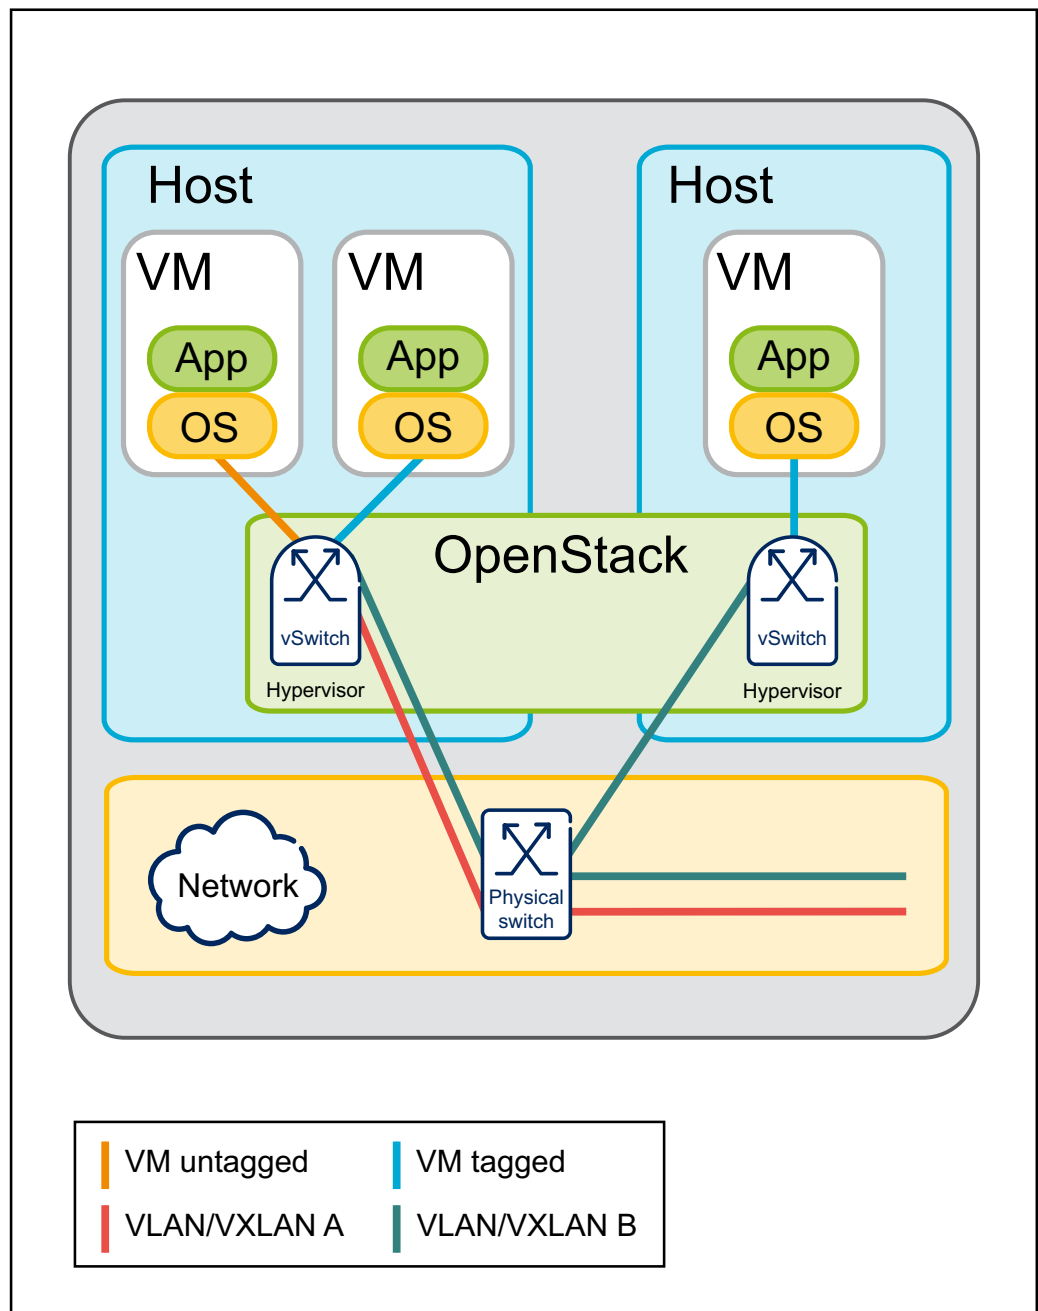 Host
Host
VM
VM
VM
App
App
App
OS
OS
OS
OpenStack
vSwitch
vSwitch
Hypervisor
Hypervisor
Network
Physical
switch
VM untagged
VM tagged
VLAN/VXLAN A
VLAN/VXLAN B